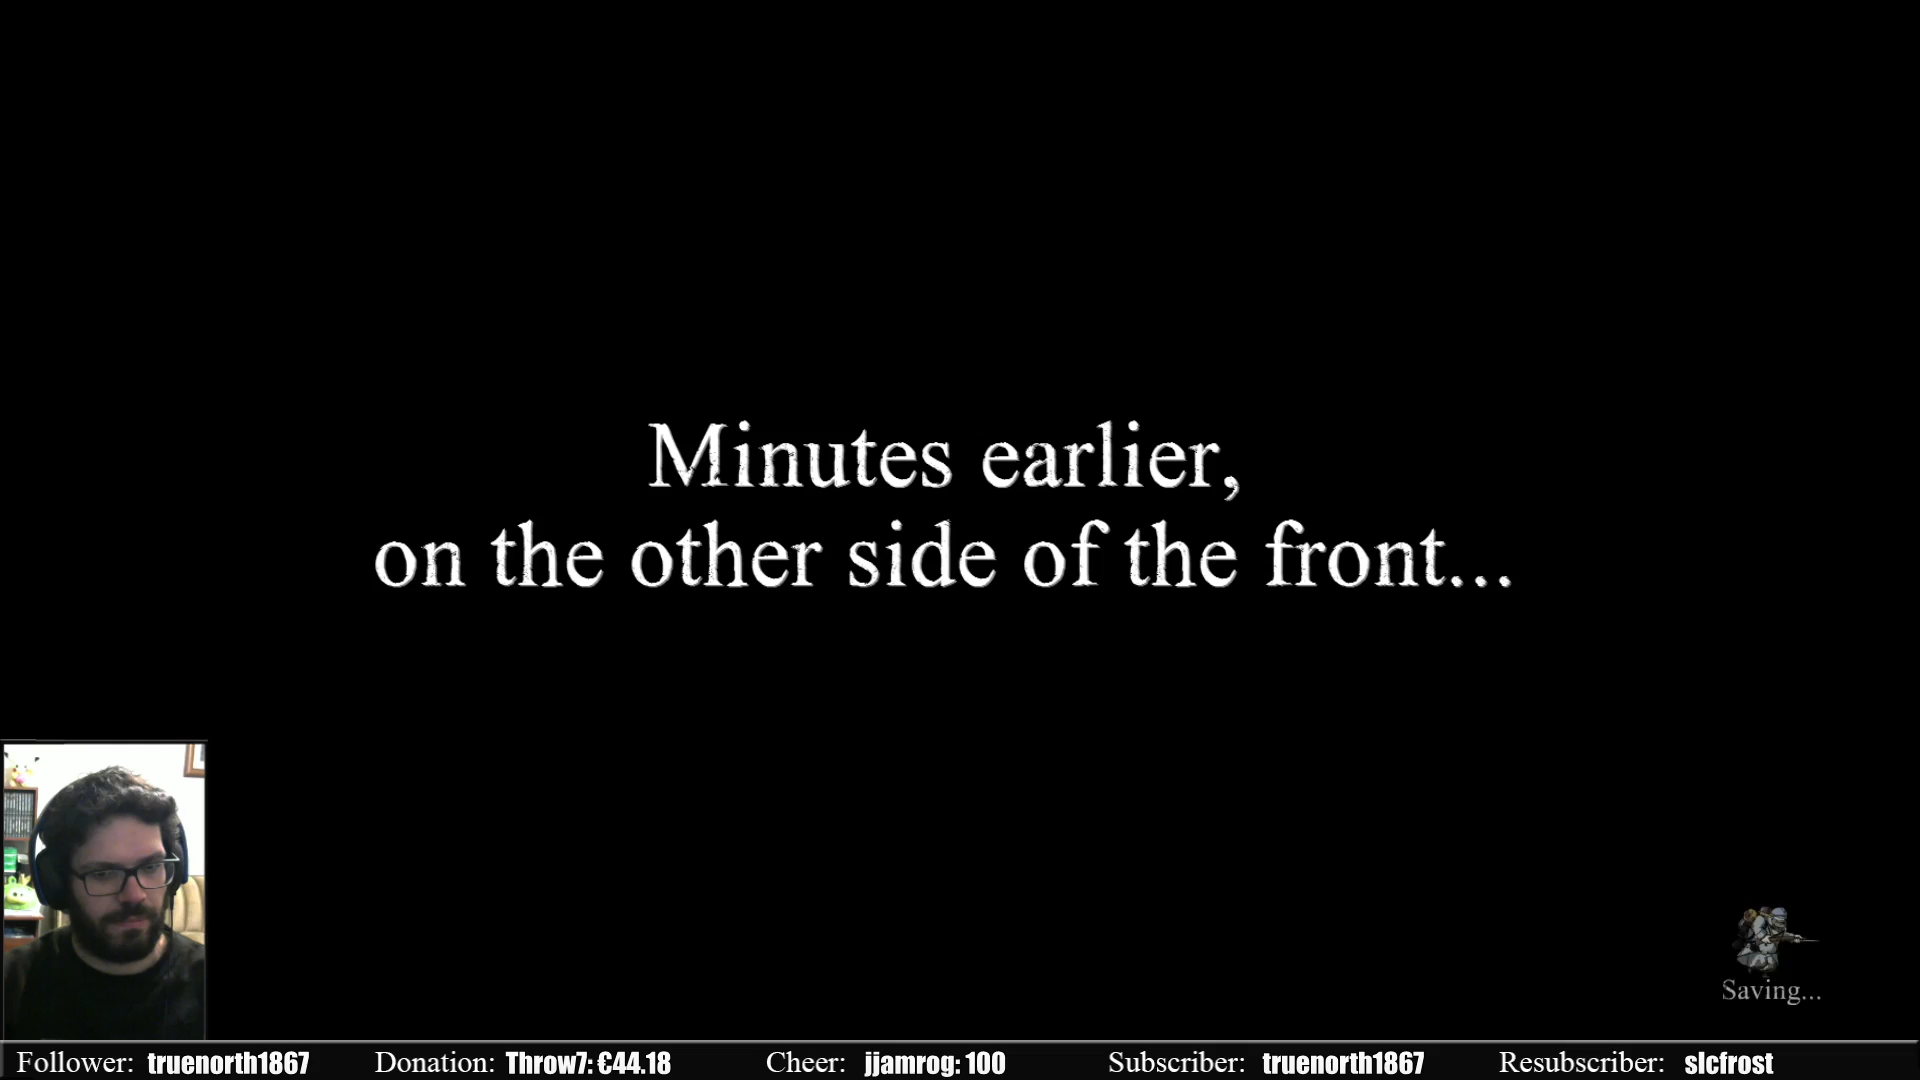 Minutes earlier,
on the other side of the front...
Saving...
Follower: truenorth1867 Donation: Throw7: €44.18 Cheer: jjamrog: 100 Subscriber: truenorth1867 Resubscriber: slcfrost